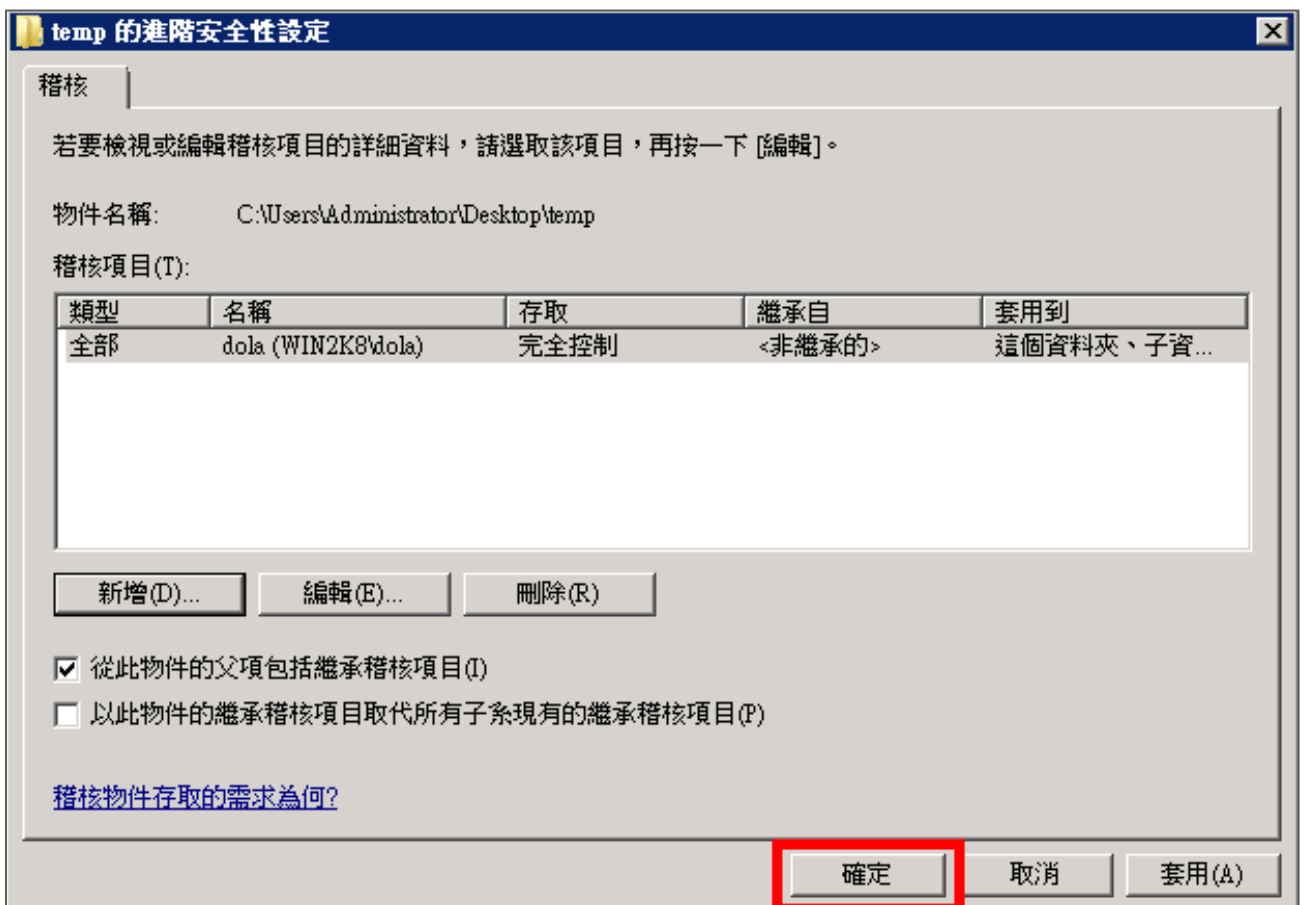 temp 的進階安全性設定
稽核
若要檢視或編輯稽核項目的詳細資料，請選取該項目，再按一下 [編輯]。
物件名稱: C:\Users\Administrator\Desktop\temp
稽核項目(T):
類型 名稱 存取 繼承自 套用到
全部 dola (WIN2K8\dola) 完全控制 <非繼承的> 這個資料夾、子資...
新增(D)... 編輯(E)... 刪除(R)
從此物件的父項包括繼承稽核項目(I)
以此物件的繼承稽核項目取代所有子系現有的繼承稽核項目(P)
稽核物件存取的需求為何?
確定 取消 套用(A)